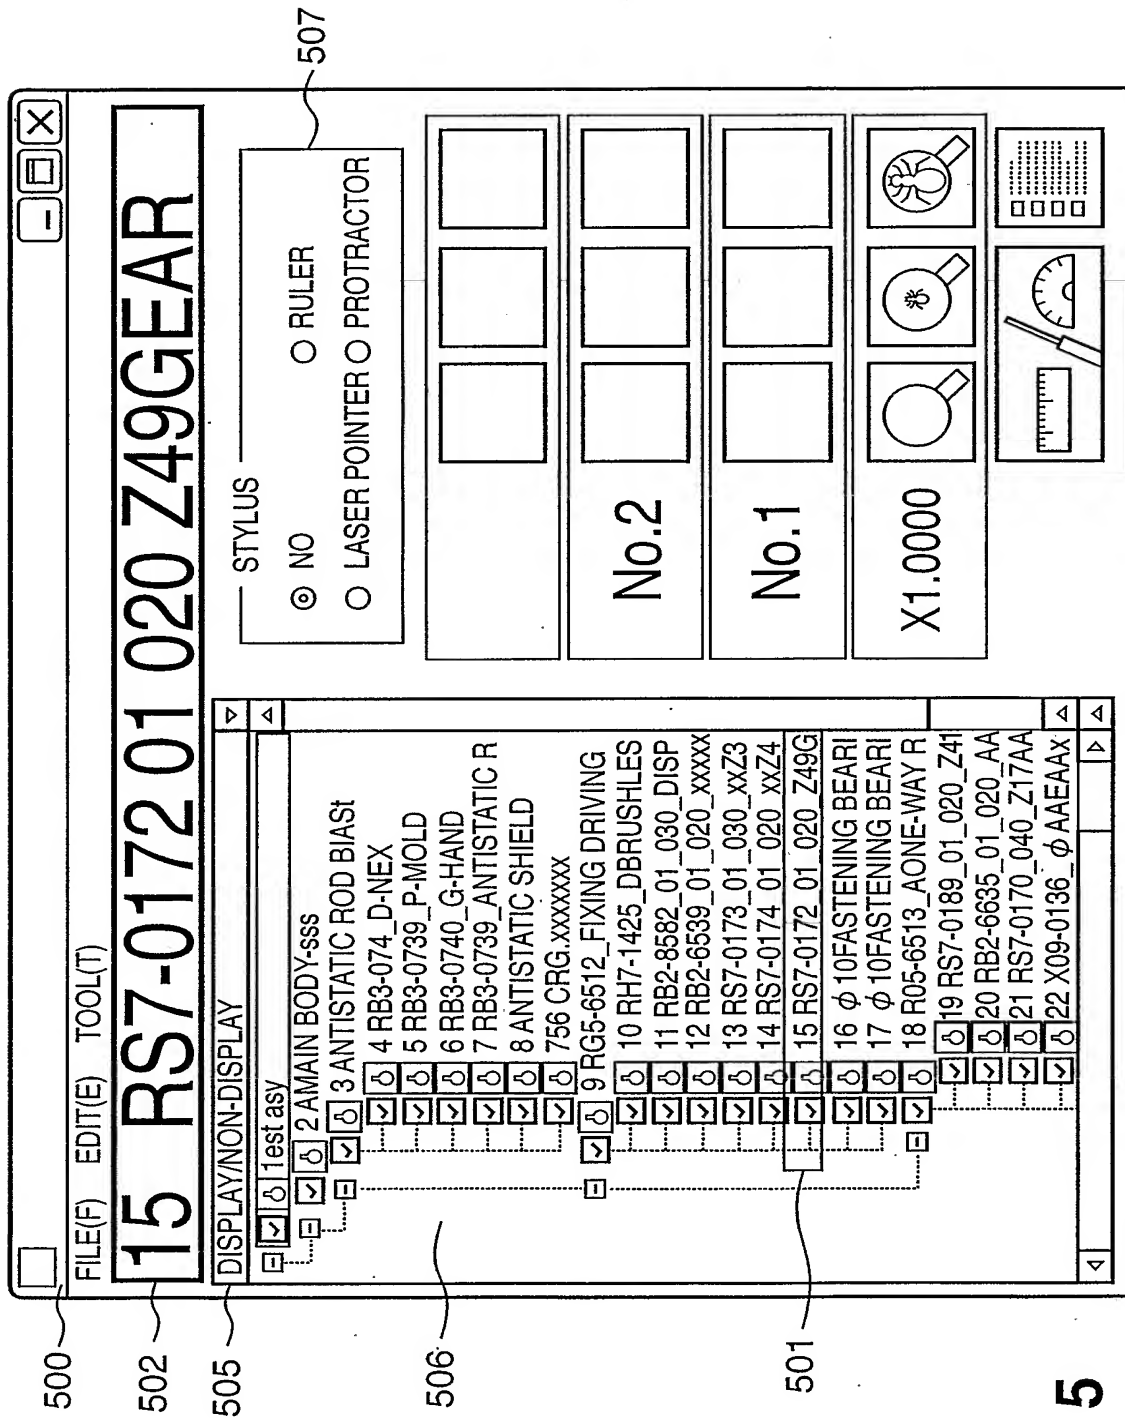 500
502
505
506
501
507
FILE(F) EDIT(E) TOOL(T)
15 RS7-0172 01 020 Z49GEAR
DISPLAY/NON-DISPLAY
1est asy
2 AMAIN BODY-sss
3 ANTISTATIC ROD BIASt
4 RB3-074_D-NEX
5 RB3-0739_P-MOLD
6 RB3-0740_G-HAND
7 RB3-0739_ANTISTATIC R
8 ANTISTATIC SHIELD
756 CRG.xxxxxxx
9 RG5-6512_FIXING DRIVING
10 RH7-1425_DBRUSHLES
11 RB2-8582_01_030_DISP
12 RB2-6539_01_020_xxxxx
13 RS7-0173_01_030_xxZ3
14 RS7-0174_01_020_xxZ4
15 RS7-0172_01_020_Z49G
16 ϕ10FASTENING BEARI
17 ϕ10FASTENING BEARI
18 R05-6513_AONE-WAY R
19 RS7-0189_01_020_Z41
20 RB2-6635_01_020_AA
21 RS7-0170_040_Z17AA
22 X09-0136_ϕAAEAAx
STYLUS
NO
RULER
LASER POINTER
PROTRACTOR
No.2
No.1
X1.0000
5